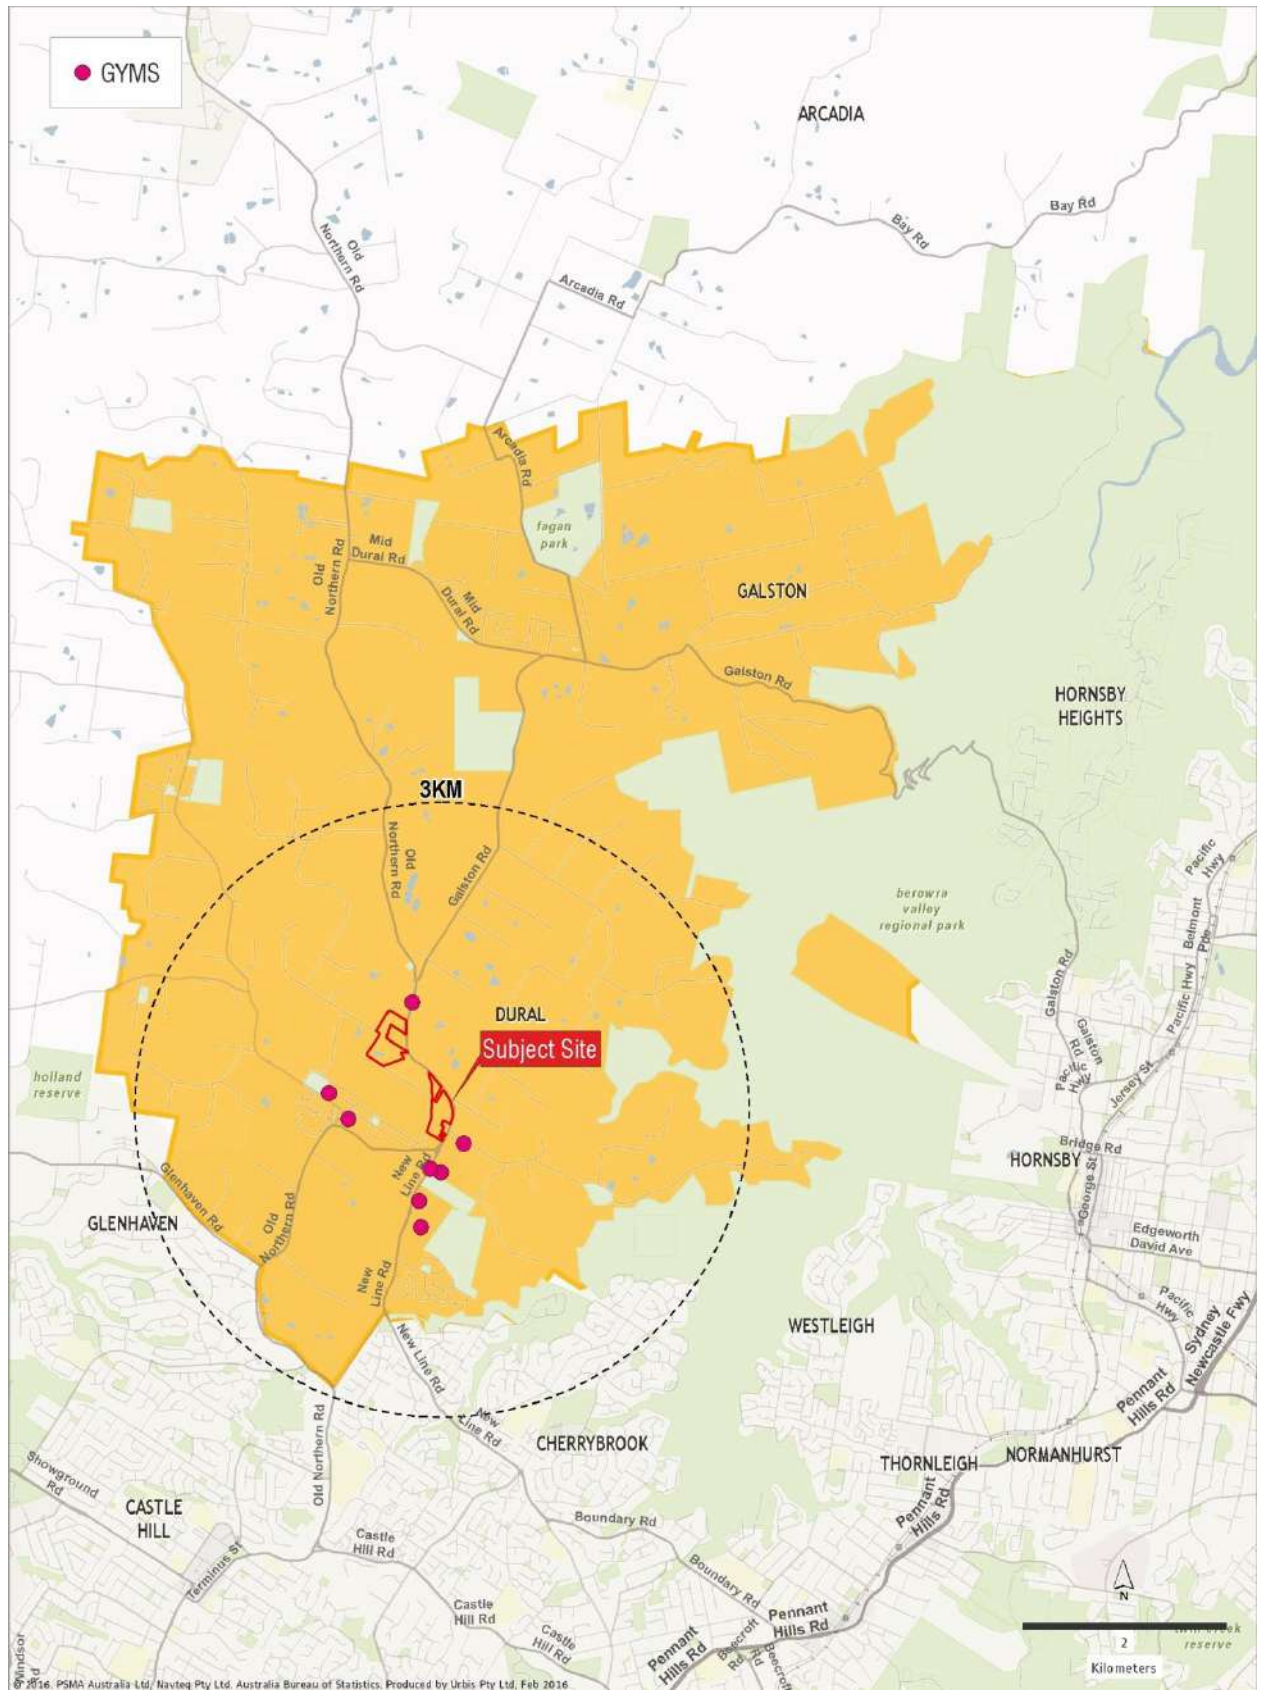 GYMS
ARCADIA
Bay Rd
Bay Rd
Old
Northern Rd
Arcadia Rd
Arcadia Rd
fagan
park
Mid
Dural Rd
Old
Northern Rd
Mid
Dural Rd
GALSTON
Galston Rd
HORNSBY
HEIGHTS
3KM
Old
Northern Rd
Galston Rd
Pacific
Hwy
berowra
valley
regional park
Belmont
Pde
Pacific Hwy
Galston Rd
DURAL
Subject Site
Galston
Rd
Pacific
Hwy
Jersey St
holland
reserve
Bridge Rd
HORNSBY
George St
New
Line Rd
GLENHAVEN
Glenhaven Rd
Old
Northern Rd
Edgeworth
David Ave
New
Line Rd
Pacific
Hwy
Sydney
Newcastle Fwy
WESTLEIGH
New Line Rd
Pennant
Hills Rd
Old Northern Rd
New
Line Rd
CHERRYBROOK
THORNLEIGH
NORMANHURST
Showground
Rd
CASTLE
HILL
Pennant
Hills Rd
Boundary Rd
Castle
Hill Rd
Terminus St
Boundary Rd
N
Castle
Hill Rd
Pennant
Hills Rd
Castle
Hill Rd
Pennant
Hills Rd
Beecroft
Rd
Beecroft
Rd
2
Kilometers
reserve
Windsor
Rd
© 2016. PSMA Australia Ltd, Navteq Pty Ltd. Australia Bureau of Statistics. Produced by Urbis Pty Ltd, Feb 2016